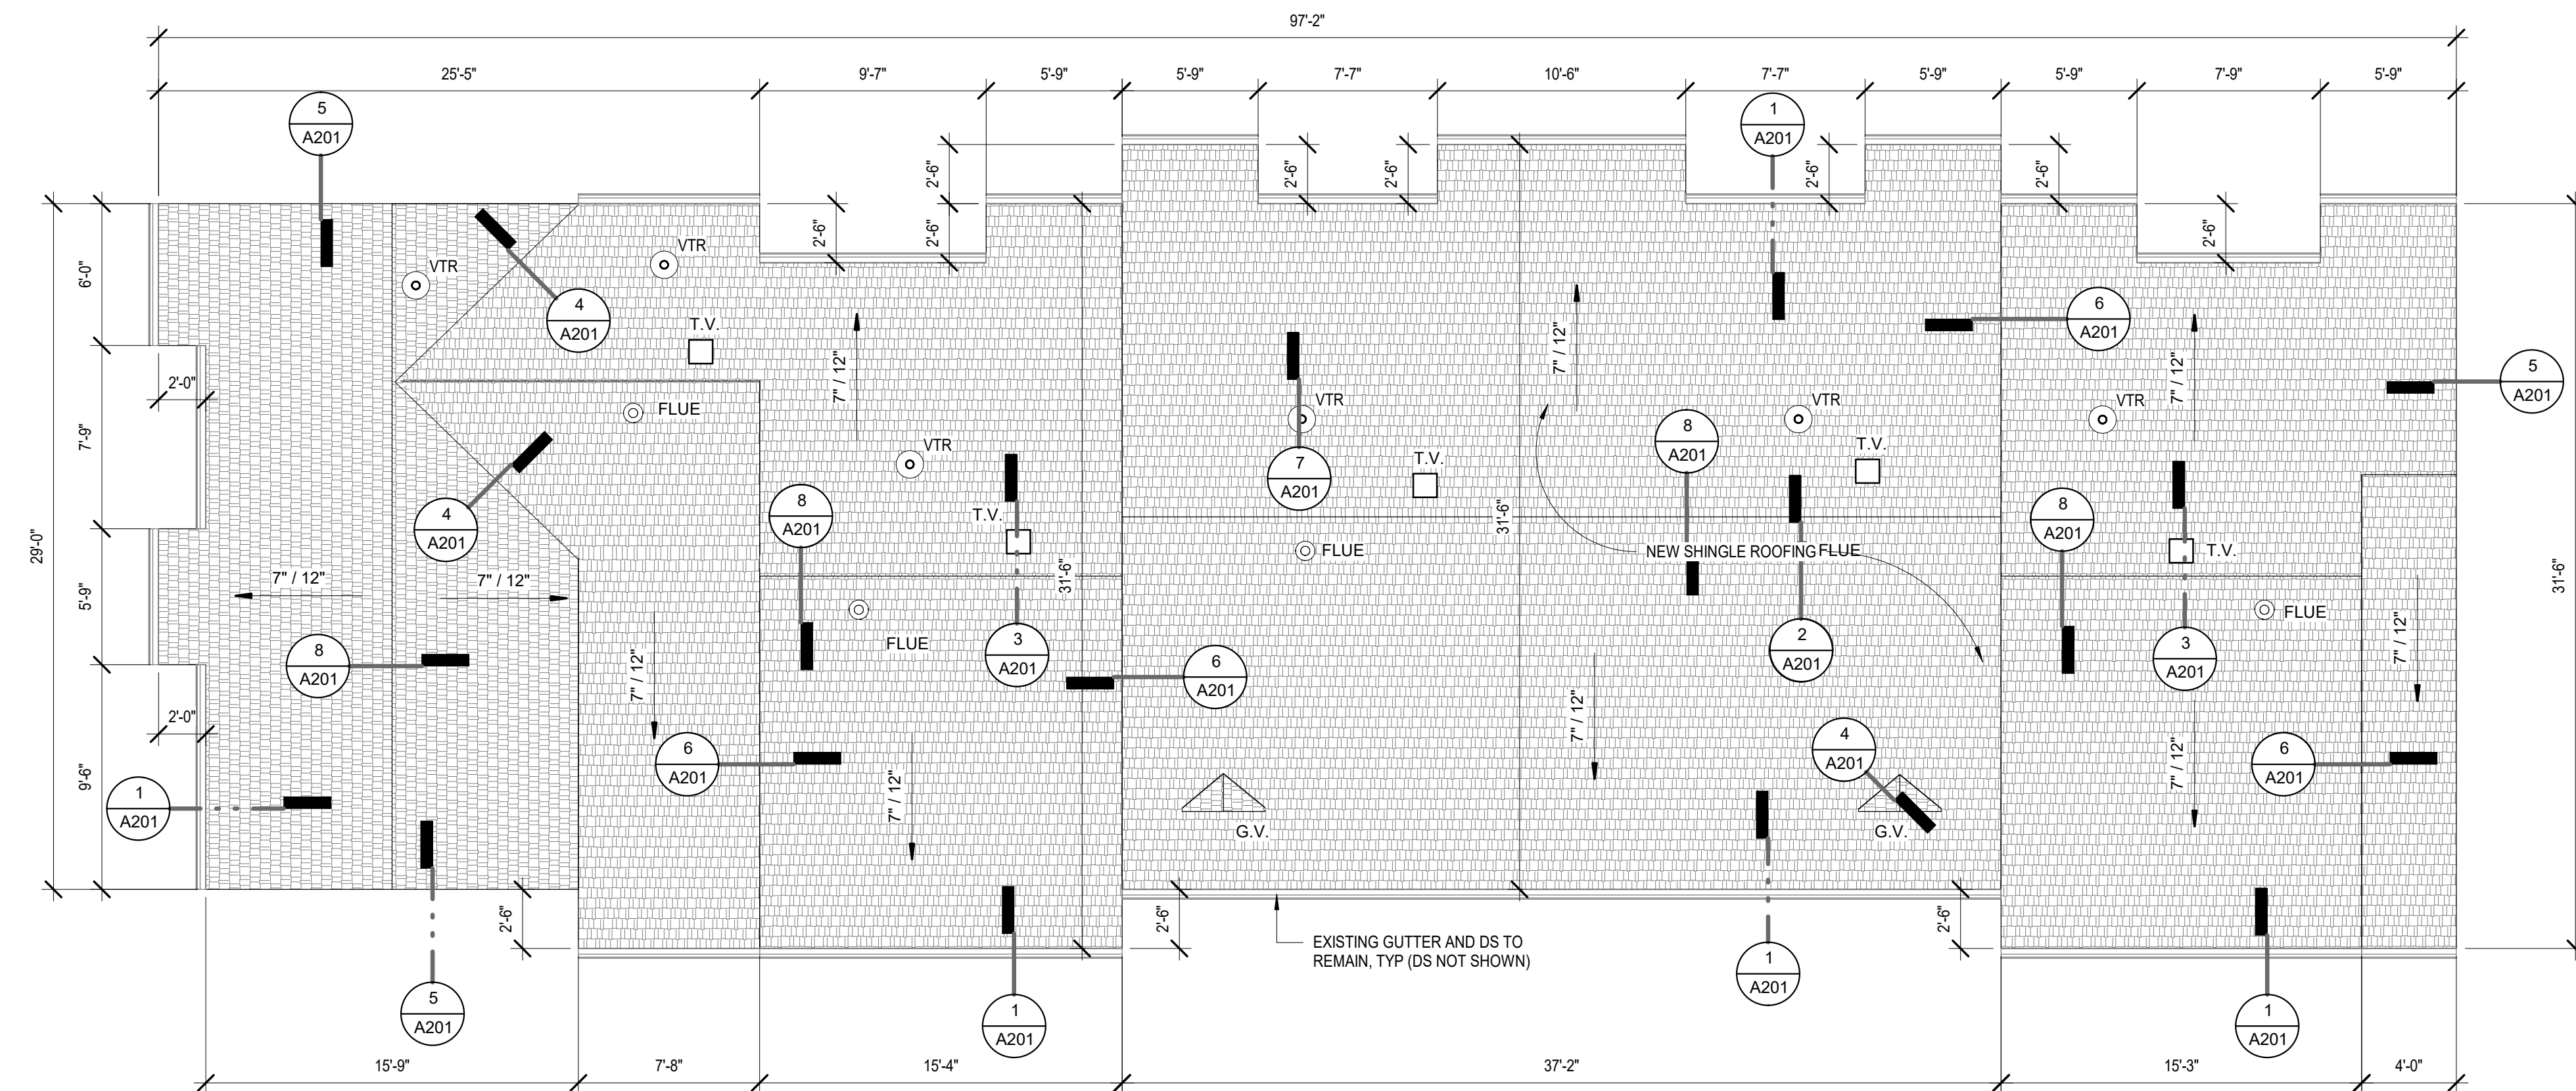 97'-2"
25'-5"
9'-7"
5'-9"
5'-9"
7'-7"
10'-6"
7'-7"
5'-9"
5'-9"
7'-9"
5'-9"
5
A201
1
A201
2'-6"
2'-6"
2'-6"
2'-6"
2'-6"
2'-6"
2'-6"
2'-6"
VTR
VTR
6'-0"
4
A201
T.V.
7" / 12"
7" / 12"
7" / 12"
6
A201
5
A201
2'-0"
FLUE
VTR
VTR
VTR
VTR
7'-9"
8
A201
7
A201
T.V.
T.V.
8
A201
4
A201
T.V.
31'-6"
8
A201
29'-0"
FLUE
NEW SHINGLE ROOFING
FLUE
T.V.
31'-6"
7" / 12"
7" / 12"
31'-6"
5'-9"
FLUE
FLUE
8
A201
7" / 12"
3
A201
6
A201
2
A201
3
A201
7" / 12"
2'-0"
6
A201
7" / 12"
7" / 12"
4
A201
7" / 12"
6
A201
9'-6"
1
A201
G.V.
G.V.
2'-6"
2'-6"
2'-6"
EXISTING GUTTER AND DS TO
REMAIN, TYP (DS NOT SHOWN)
5
A201
1
A201
1
A201
1
A201
15'-9"
7'-8"
15'-4"
37'-2"
15'-3"
4'-0"